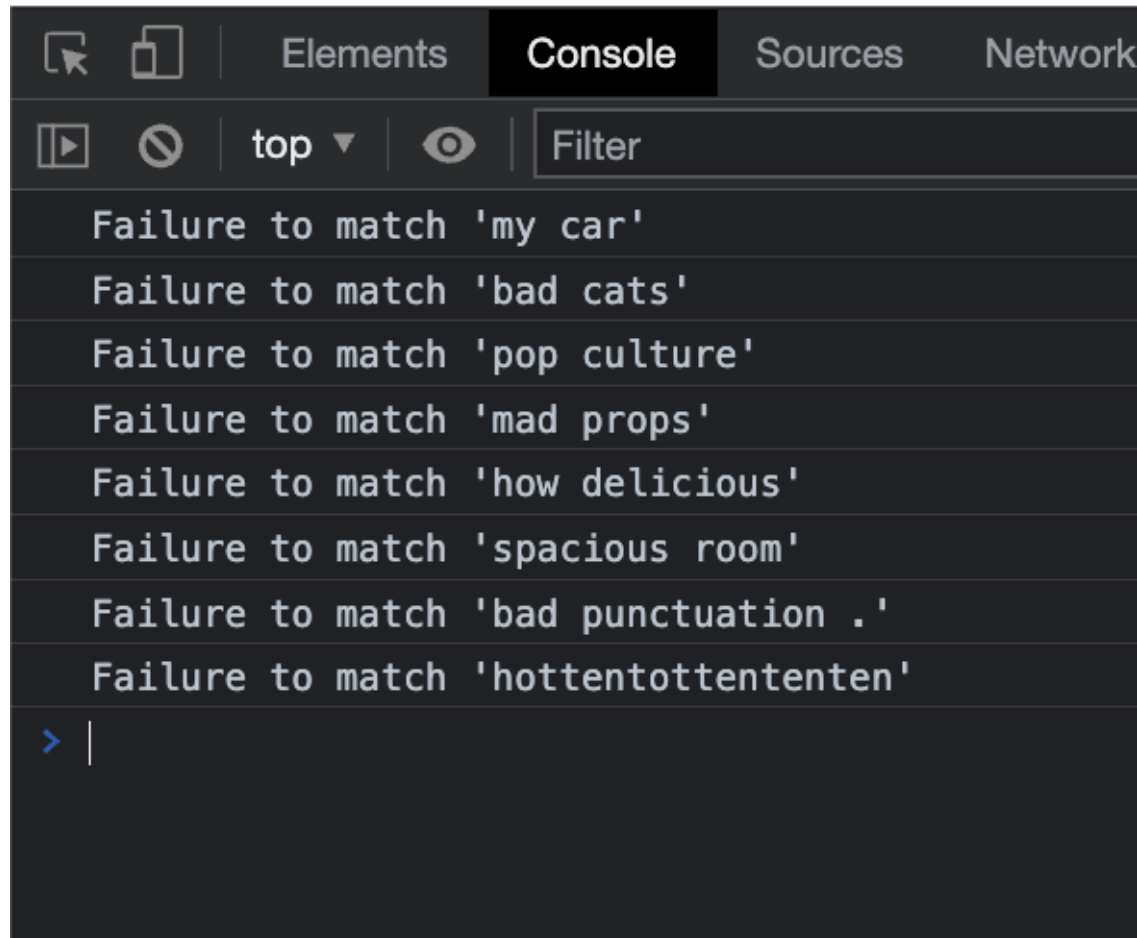 Elements Console Sources Network
top Filter
Failure to match 'my car'
Failure to match 'bad cats'
Failure to match 'pop culture'
Failure to match 'mad props'
Failure to match 'how delicious'
Failure to match 'spacious room'
Failure to match 'bad punctuation .'
Failure to match 'hottentottententen'
>